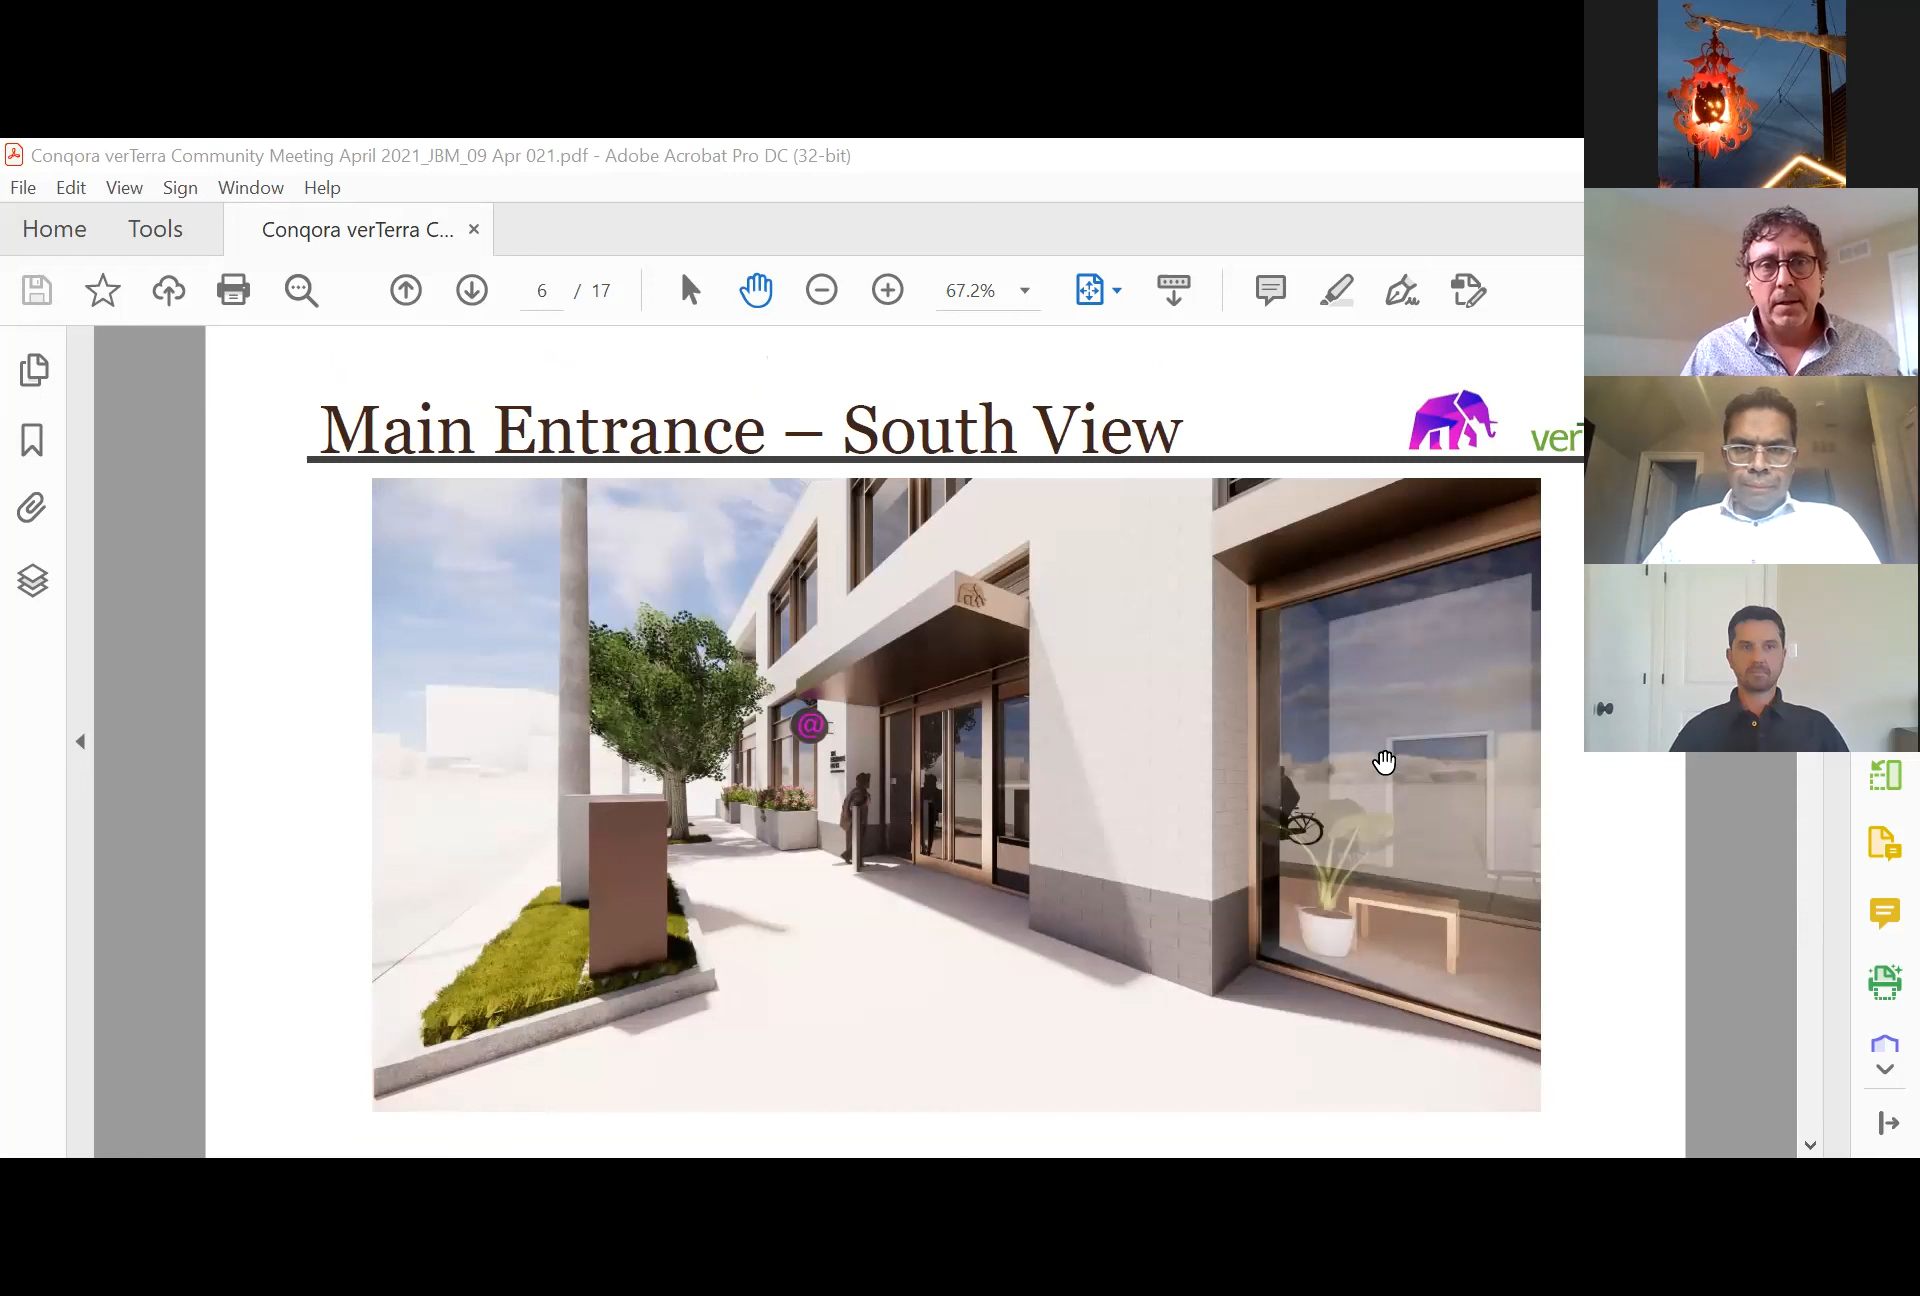 Conqora verTerra Community Meeting April 2021_JBM_09 Apr 021.pdf - Adobe Acrobat Pro DC (32-bit)
File Edit View Sign Window Help
Home Tools Conqora verTerra C... ×
6 / 17 67.2%
Main Entrance – South View
ver
@